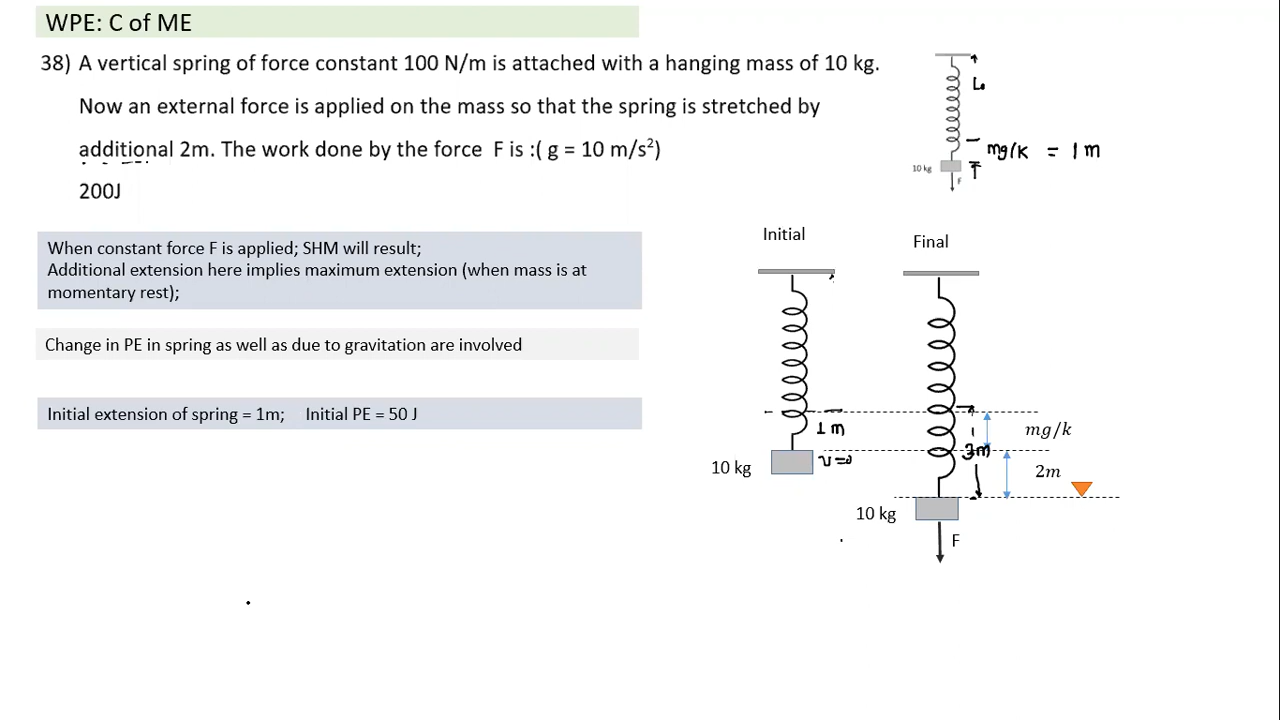 WPE: C of ME
38) A vertical spring of force constant 100 N/m is attached with a hanging mass of 10 kg.
Now an external force is applied on the mass so that the spring is stretched by
additional 2m. The work done by the force F is :( g = 10 m/s²)
200J
L₀
mg/k = 1m
10 kg
F
When constant force F is applied; SHM will result;
Additional extension here implies maximum extension (when mass is at
momentary rest);
Change in PE in spring as well as due to gravitation are involved
Initial extension of spring = 1m; Initial PE = 50 J
Initial
Final
1m
mg/k
3m
10 kg
v=0
2m
10 kg
F